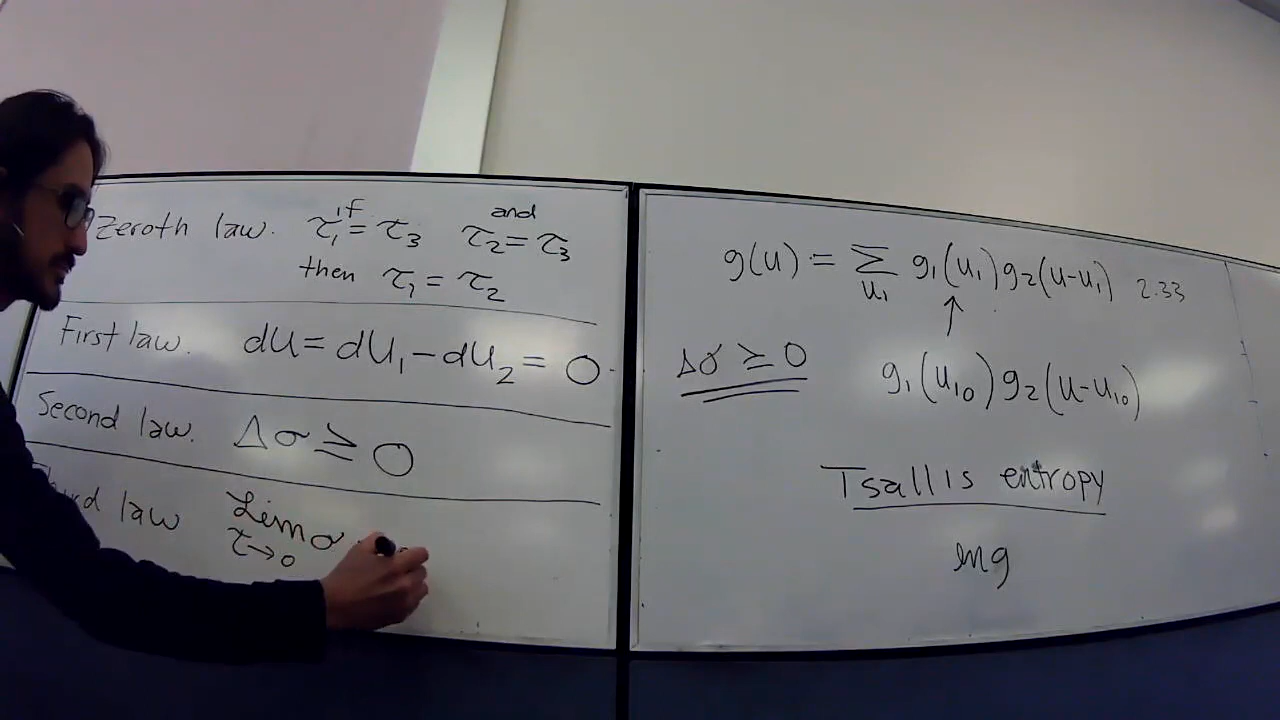 Zeroth law. if τ₁ = τ₃ and τ₂ = τ₃
then τ₁ = τ₂
First law. dU = dU₁ - dU₂ = 0
Second law. Δσ ≥ 0
Third law Lim σ
τ→0
g(u) = Σ g₁(u₁) g₂(u-u₁) 2.33
u₁
↑
Δσ ≥ 0
g₁(u₁₀) g₂(u-u₁₀)
Tsallis entropy
ln g